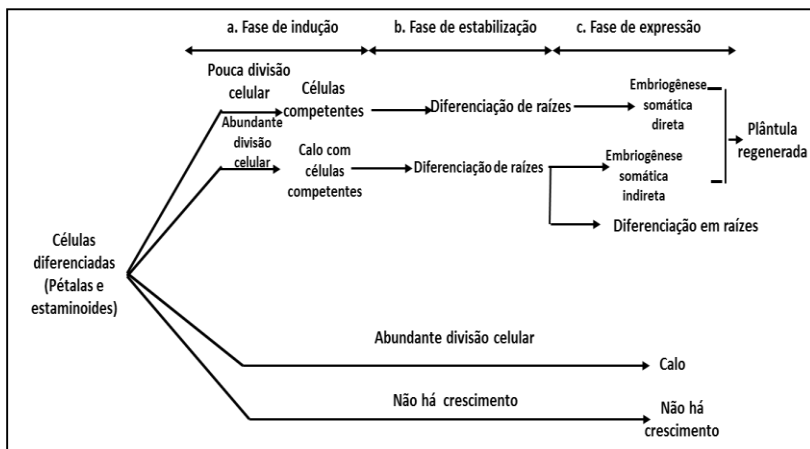 a. Fase de indução
b. Fase de estabilização
c. Fase de expressão
Pouca divisão
celular
Células
competentes
Diferenciação de raízes
Embriogênese
somática
direta
Abundante
divisão
celular
Calo com
células
competentes
Diferenciação de raízes
Embriogênese
somática
indireta
Plântula
regenerada
Diferenciação em raízes
Células
diferenciadas
(Pétalas e
estaminoides)
Abundante divisão celular
Calo
Não há crescimento
Não há
crescimento